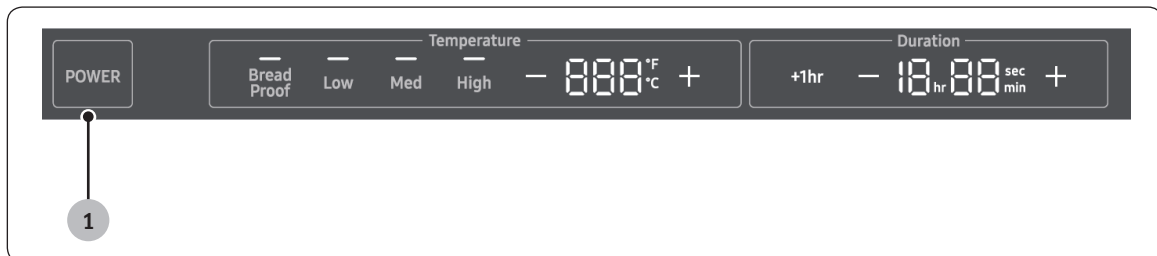 Temperature
Duration
POWER
Bread
Proof
Low
Med
High
− 888 °F
°C +
+1hr
− 18 hr 88 sec
min +
1